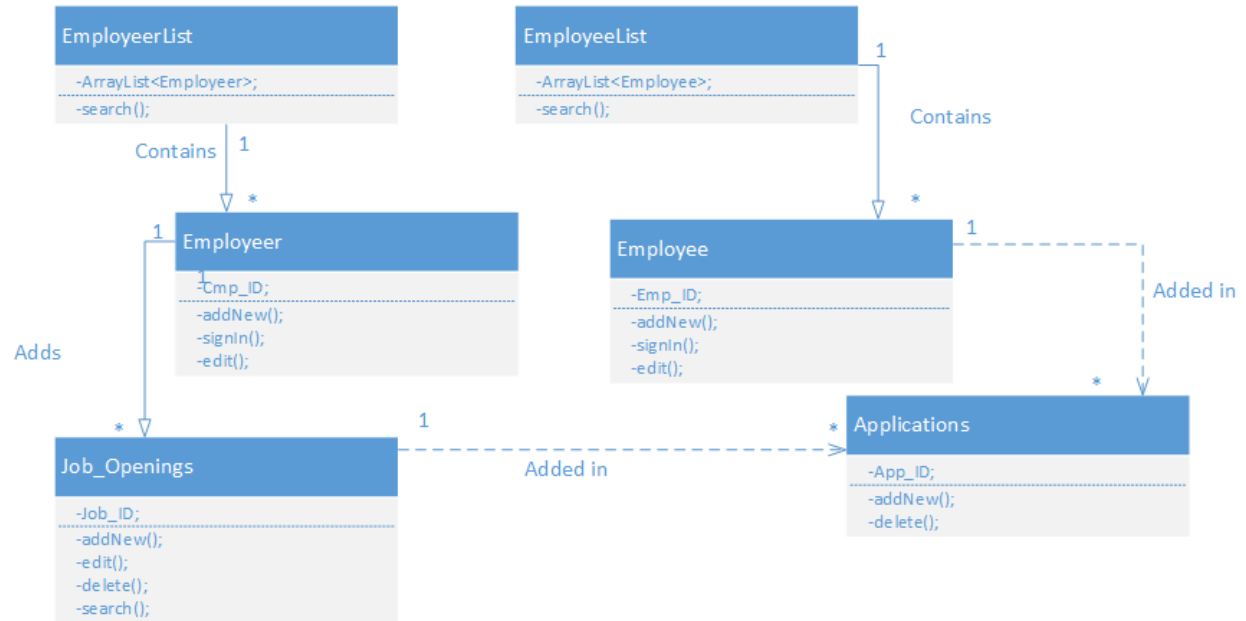 EmployeerList
-ArrayList<Employeer>;
-search();
Contains
1
*
EmployeeList
-ArrayList<Employee>;
-search();
1
Contains
*
Employeer
1
-Cmp_ID;
-addNew();
-signIn();
-edit();
1
Adds
*
Employee
-Emp_ID;
-addNew();
-signIn();
-edit();
1
Added in
*
Job_Openings
-Job_ID;
-addNew();
-edit();
-delete();
-search();
1
Added in
*
Applications
-App_ID;
-addNew();
-delete();